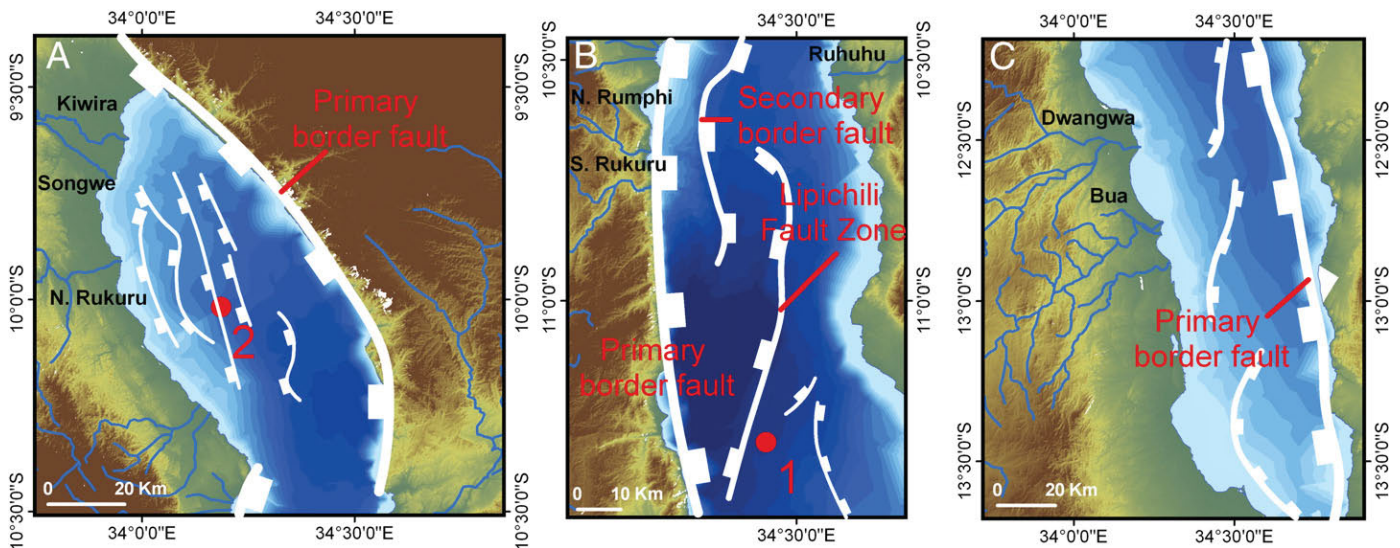 34°0'0"E
34°30'0"E
A
9°30'0"S
10°0'0"S
10°30'0"S
Kiwira
Songwe
N. Rukuru
Primary
border fault
2
0
20 Km
34°0'0"E
34°30'0"E
9°30'0"S
10°0'0"S
10°30'0"S
34°30'0"E
B
10°30'0"S
11°0'0"S
Ruhuhu
N. Rumphi
S. Rukuru
Secondary
border fault
Lipichili
Fault Zone
Primary
border fault
1
0
10 Km
34°30'0"E
10°30'0"S
11°0'0"S
34°0'0"E
34°30'0"E
C
12°30'0"S
13°0'0"S
13°30'0"S
Dwangwa
Bua
Primary
border fault
0
20 Km
34°0'0"E
34°30'0"E
12°30'0"S
13°0'0"S
13°30'0"S